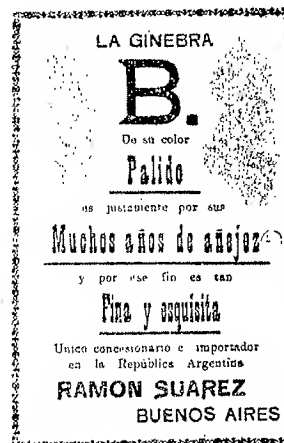 LA GINEBRA
B.
De su color
Palido
es justamente por sus
Muchos años de añejez
y por ese fin es tan
Fina y esquisita
Unico concesionario e importador
en la República Argentina
RAMON SUAREZ
BUENOS AIRES